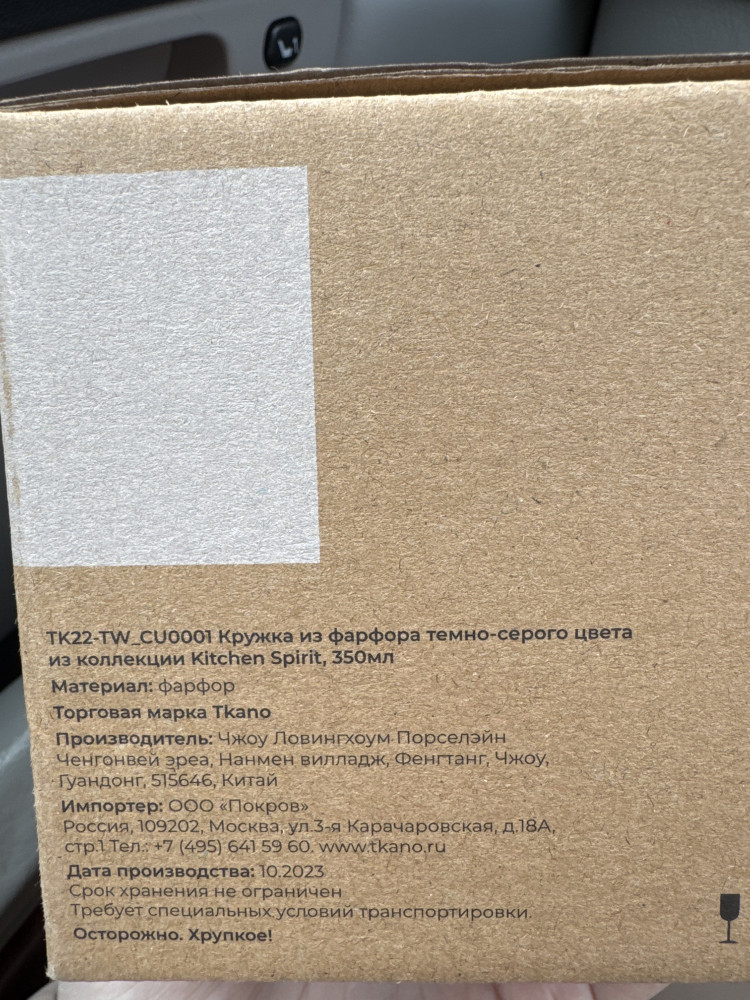 TK22-TW_CU0001 Кружка из фарфора темно-серого цвета
из коллекции Kitchen Spirit, 350мл
Материал: фарфор
Торговая марка Tkano
Производитель: Чжоу Ловингхоум Порселэйн
Ченгонвей эреа, Нанмен вилладж, Фенгтанг, Чжоу,
Гуандонг, 515646, Китай
Импортер: ООО «Покров»
Россия, 109202, Москва, ул.3-я Карачаровская, д.18А,
стр.1 Тел.: +7 (495) 641 59 60. www.tkano.ru
Дата производства: 10.2023
Срок хранения не ограничен
Требует специальных условий транспортировки.
Осторожно. Хрупкое!